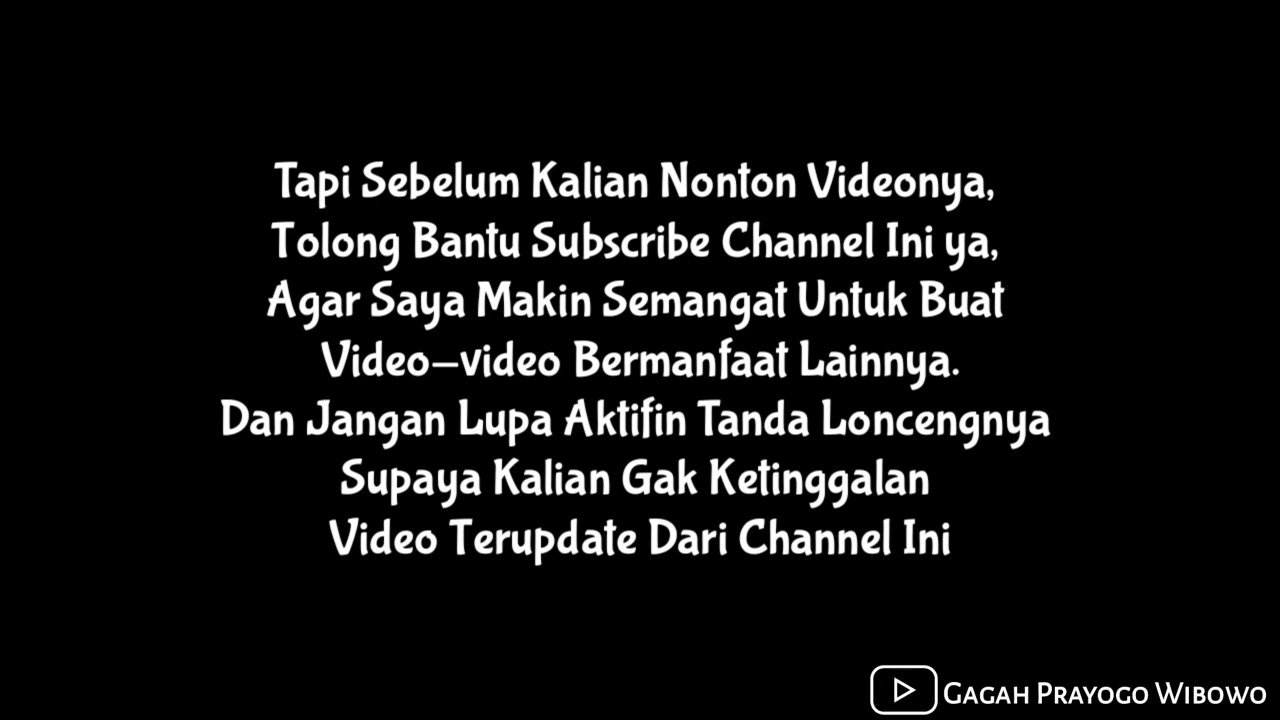 Tapi Sebelum Kalian Nonton Videonya,
Tolong Bantu Subscribe Channel Ini ya,
Agar Saya Makin Semangat Untuk Buat
Video-video Bermanfaat Lainnya.
Dan Jangan Lupa Aktifin Tanda Loncengnya
Supaya Kalian Gak Ketinggalan
Video Terupdate Dari Channel Ini
Gagah Prayogo Wibowo